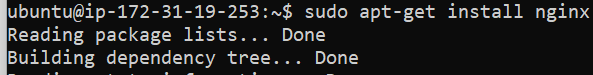 ubuntu@ip-172-31-19-253:~$ sudo apt-get install nginx
Reading package lists... Done
Building dependency tree... Done